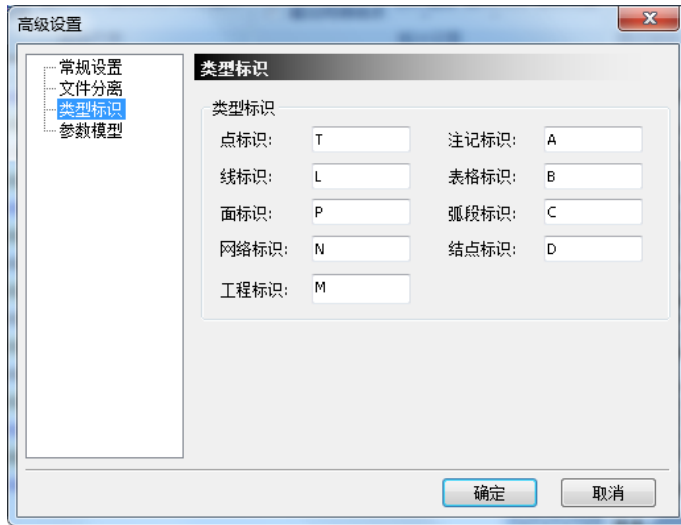 高级设置
常规设置
文件分离
类型标识
参数模型
类型标识
类型标识
点标识: T 注记标识: A
线标识: L 表格标识: B
面标识: P 弧段标识: C
网络标识: N 结点标识: D
工程标识: M
确定 取消